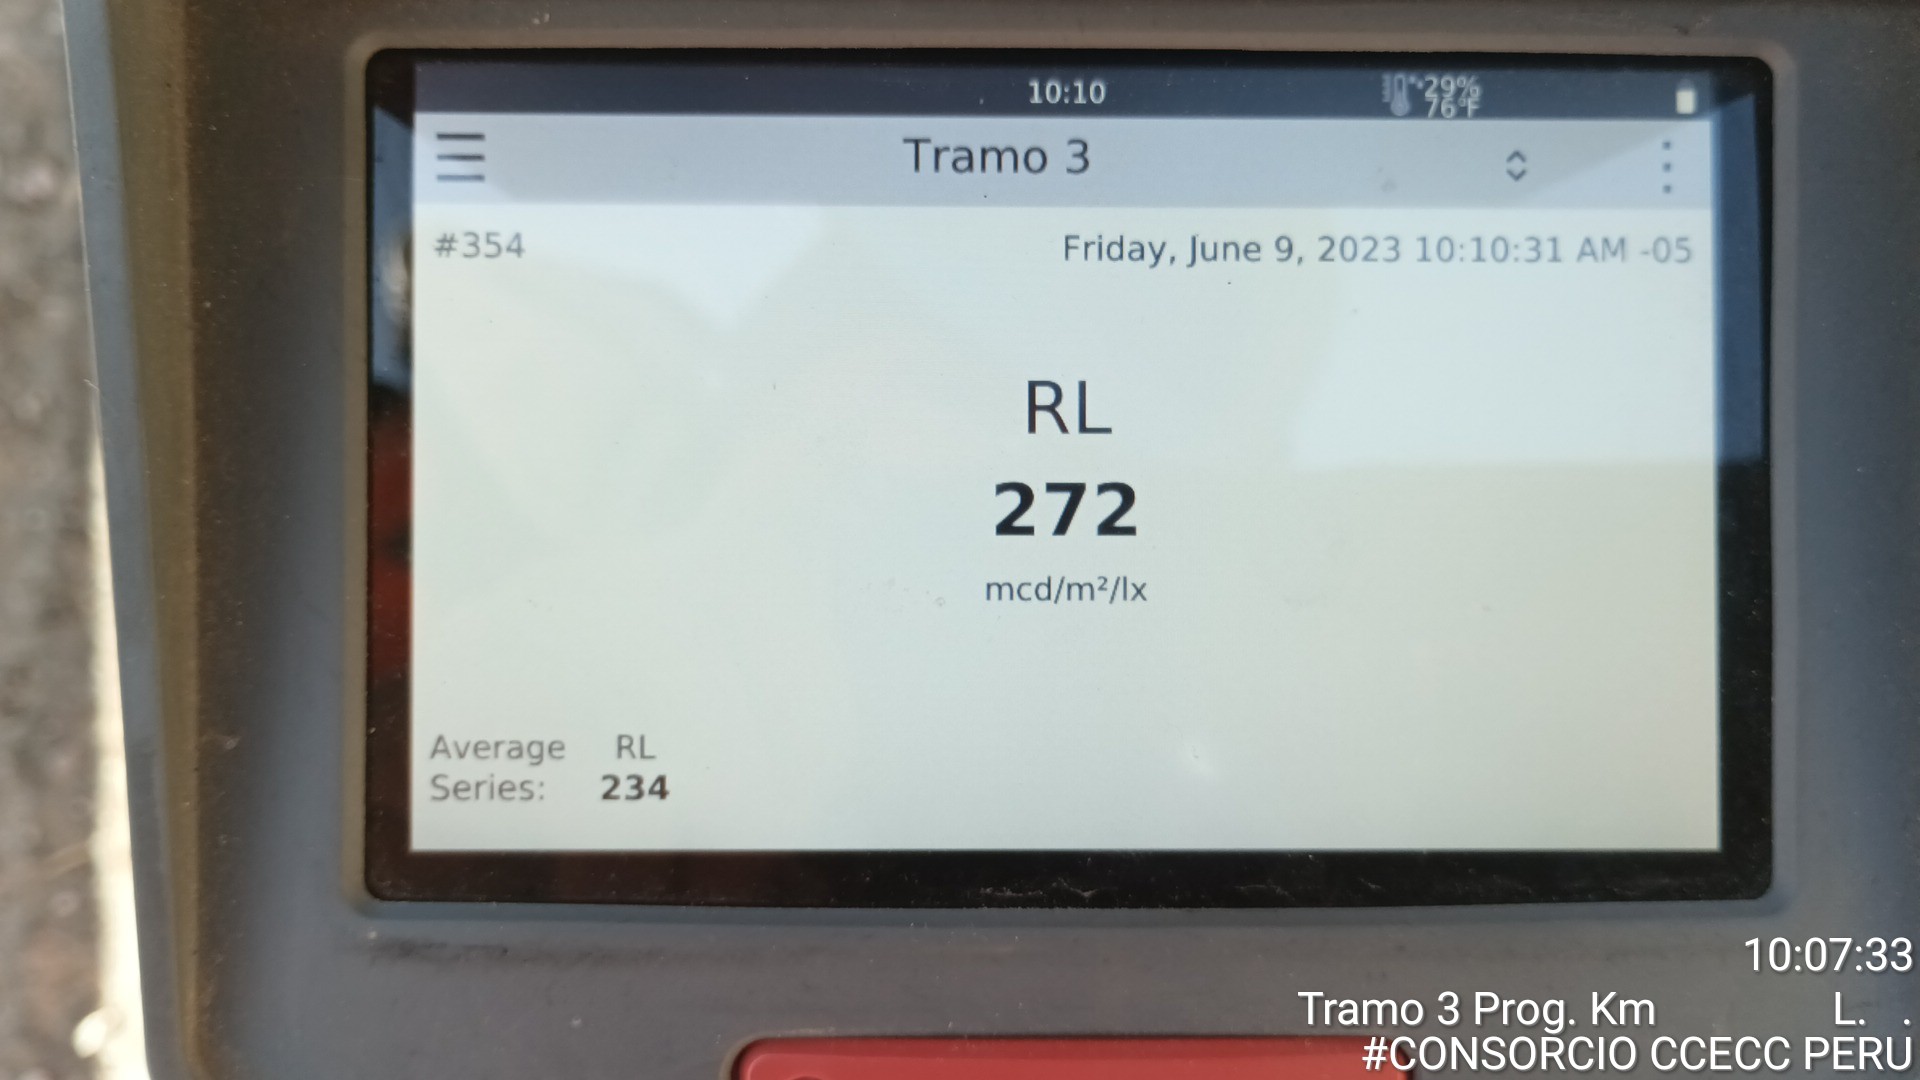 10:10
29%
76°F
Tramo 3
#354
Friday, June 9, 2023 10:10:31 AM -05
RL
272
mcd/m²/lx
Average RL
Series: 234
10:07:33
Tramo 3 Prog. Km L. .
#CONSORCIO CCECC PERU